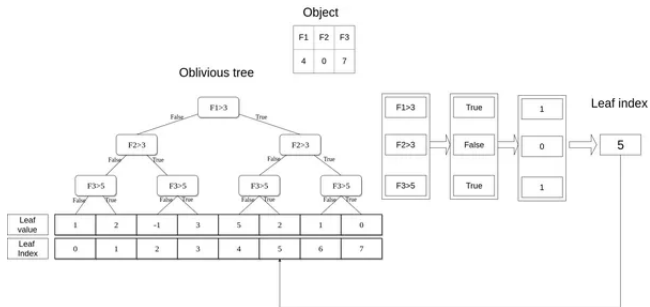 Object
F1 F2 F3
4 0 7
Oblivious tree
F1>3
False True
F2>3 F2>3
False True False True
F3>5 F3>5 F3>5 F3>5
False True False True False True False True
Leaf value 1 2 -1 3 5 2 1 0
Leaf Index 0 1 2 3 4 5 6 7
F1>3 True 1
F2>3 False 0
F3>5 True 1
Leaf index
5